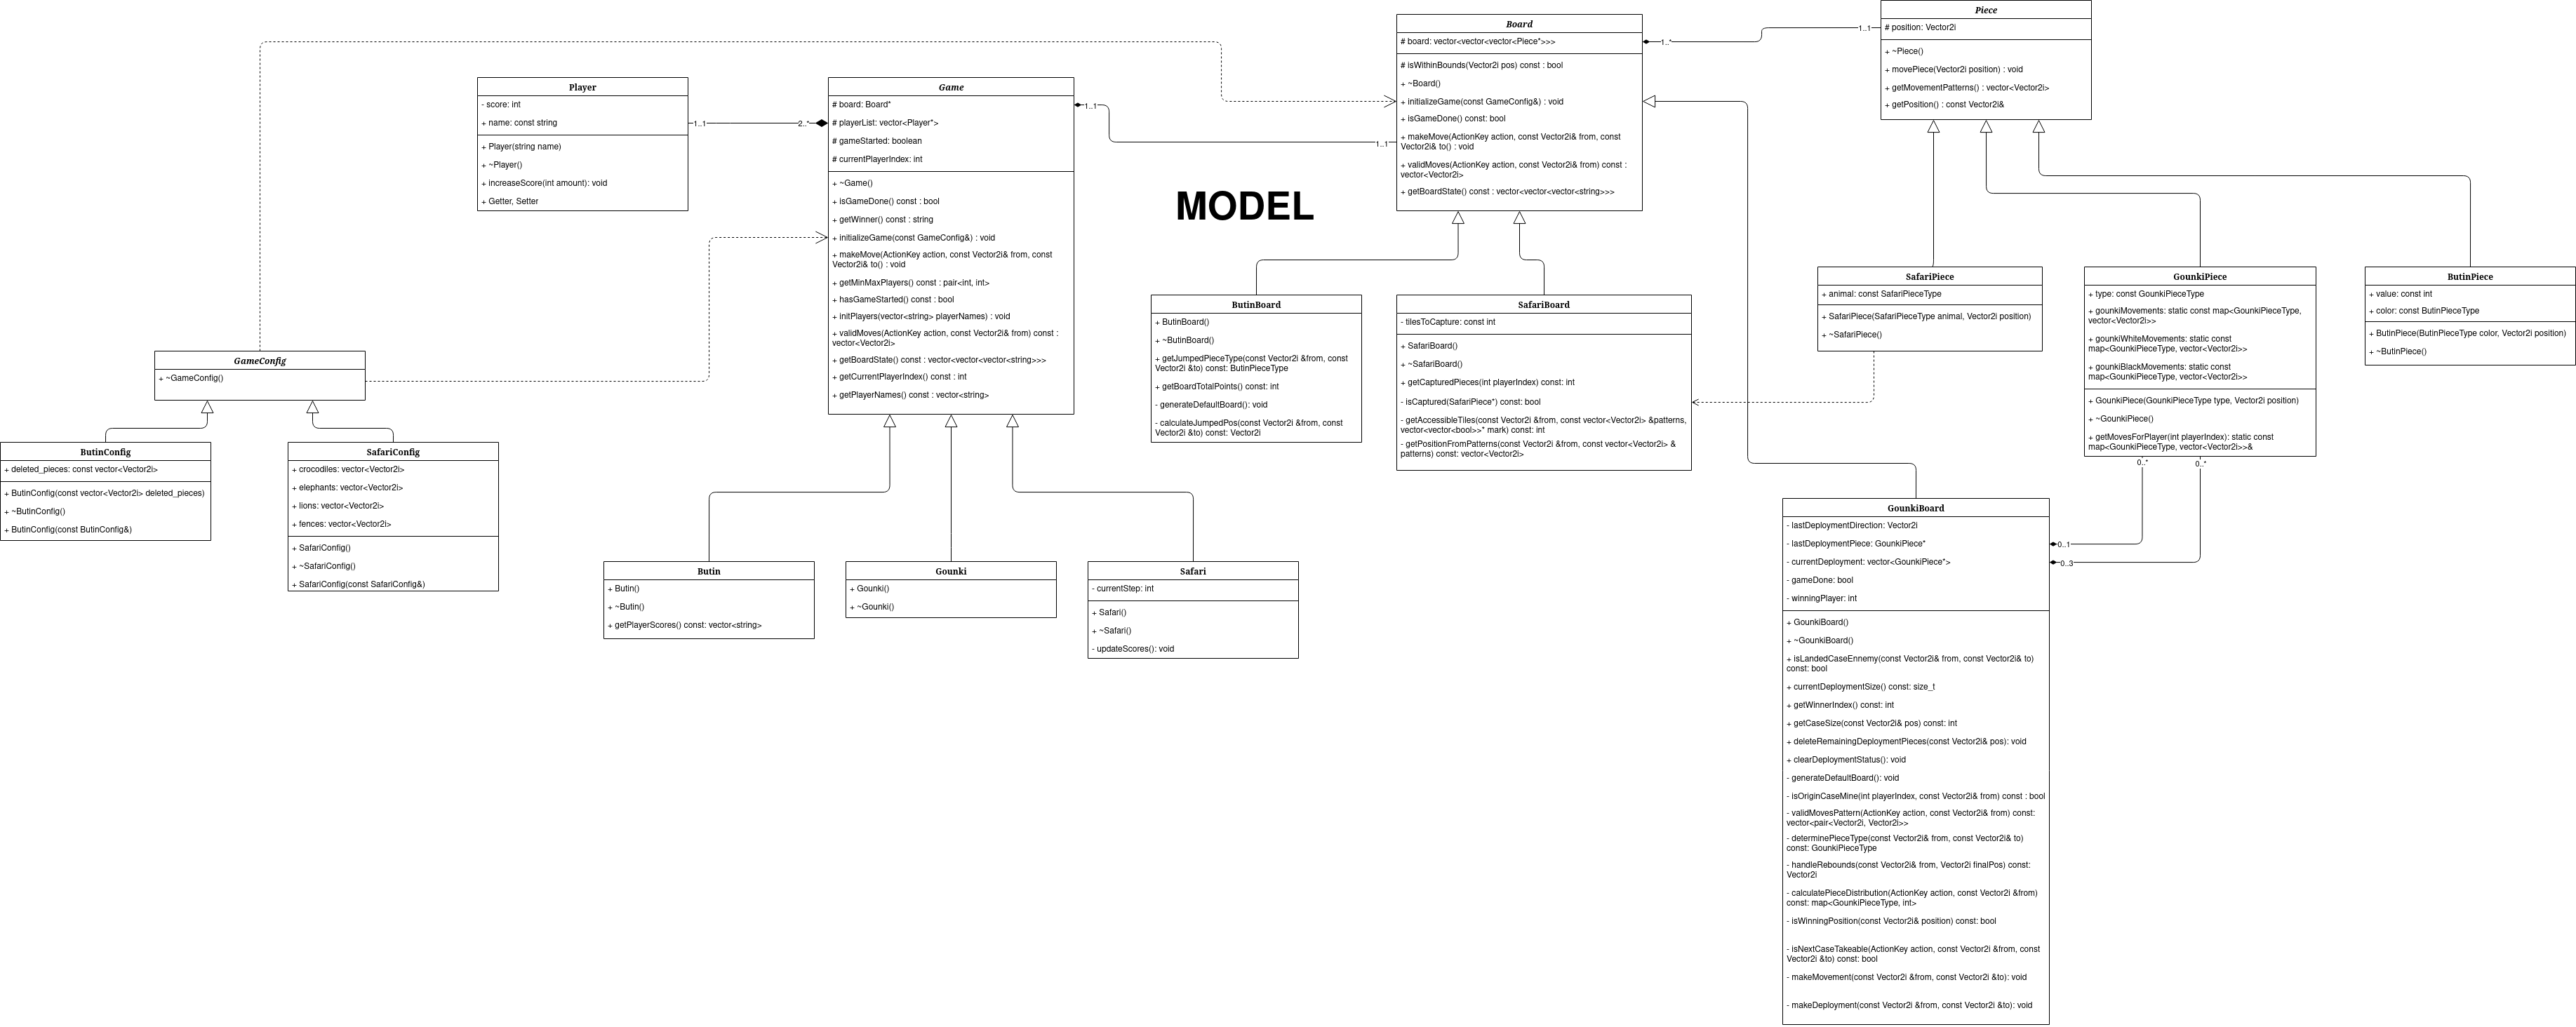 Piece
# position: Vector2i
+ ~Piece()
+ movePiece(Vector2i position) : void
+ getMovementPatterns() : vector<Vector2i>
+ getPosition() : const Vector2i&
Board
# board: vector<vector<vector<Piece*>>>
# isWithinBounds(Vector2i pos) const : bool
+ ~Board()
+ initializeGame(const GameConfig&) : void
+ isGameDone() const: bool
+ makeMove(ActionKey action, const Vector2i& from, const
Vector2i& to() : void
+ validMoves(ActionKey action, const Vector2i& from) const :
vector<Vector2i>
+ getBoardState() const : vector<vector<vector<string>>>
1..*
1..1
Player
- score: int
+ name: const string
+ Player(string name)
+ ~Player()
+ increaseScore(int amount): void
+ Getter, Setter
1..1
2..*
Game
# board: Board*
# playerList: vector<Player*>
# gameStarted: boolean
# currentPlayerIndex: int
+ ~Game()
+ isGameDone() const : bool
+ getWinner() const : string
+ initializeGame(const GameConfig&) : void
+ makeMove(ActionKey action, const Vector2i& from, const
Vector2i& to() : void
+ getMinMaxPlayers() const : pair<int, int>
+ hasGameStarted() const : bool
+ initPlayers(vector<string> playerNames) : void
+ validMoves(ActionKey action, const Vector2i& from) const :
vector<Vector2i>
+ getBoardState() const : vector<vector<vector<string>>>
+ getCurrentPlayerIndex() const : int
+ getPlayerNames() const : vector<string>
1..1
1..1
MODEL
GameConfig
+ ~GameConfig()
ButinConfig
+ deleted_pieces: const vector<Vector2i>
+ ButinConfig(const vector<Vector2i> deleted_pieces)
+ ~ButinConfig()
+ ButinConfig(const ButinConfig&)
SafariConfig
+ crocodiles: vector<Vector2i>
+ elephants: vector<Vector2i>
+ lions: vector<Vector2i>
+ fences: vector<Vector2i>
+ SafariConfig()
+ ~SafariConfig()
+ SafariConfig(const SafariConfig&)
Butin
+ Butin()
+ ~Butin()
+ getPlayerScores() const: vector<string>
Gounki
+ Gounki()
+ ~Gounki()
Safari
- currentStep: int
+ Safari()
+ ~Safari()
- updateScores(): void
ButinBoard
+ ButinBoard()
+ ~ButinBoard()
+ getJumpedPieceType(const Vector2i &from, const
Vector2i &to) const: ButinPieceType
+ getBoardTotalPoints() const: int
- generateDefaultBoard(): void
- calculateJumpedPos(const Vector2i &from, const
Vector2i &to) const: Vector2i
SafariBoard
- tilesToCapture: const int
+ SafariBoard()
+ ~SafariBoard()
+ getCapturedPieces(int playerIndex) const: int
- isCaptured(SafariPiece*) const: bool
- getAccessibleTiles(const Vector2i &from, const vector<Vector2i> &patterns,
vector<vector<bool>>* mark) const: int
- getPositionFromPatterns(const Vector2i &from, const vector<Vector2i> &
patterns) const: vector<Vector2i>
SafariPiece
+ animal: const SafariPieceType
+ SafariPiece(SafariPieceType animal, Vector2i position)
+ ~SafariPiece()
GounkiPiece
+ type: const GounkiPieceType
+ gounkiMovements: static const map<GounkiPieceType,
vector<Vector2i>>
+ gounkiWhiteMovements: static const
map<GounkiPieceType, vector<Vector2i>>
+ gounkiBlackMovements: static const
map<GounkiPieceType, vector<Vector2i>>
+ GounkiPiece(GounkiPieceType type, Vector2i position)
+ ~GounkiPiece()
+ getMovesForPlayer(int playerIndex): static const
map<GounkiPieceType, vector<Vector2i>>&
ButinPiece
+ value: const int
+ color: const ButinPieceType
+ ButinPiece(ButinPieceType color, Vector2i position)
+ ~ButinPiece()
0..*
0..*
0..1
0..3
GounkiBoard
- lastDeploymentDirection: Vector2i
- lastDeploymentPiece: GounkiPiece*
- currentDeployment: vector<GounkiPiece*>
- gameDone: bool
- winningPlayer: int
+ GounkiBoard()
+ ~GounkiBoard()
+ isLandedCaseEnnemy(const Vector2i& from, const Vector2i& to)
const: bool
+ currentDeploymentSize() const: size_t
+ getWinnerIndex() const: int
+ getCaseSize(const Vector2i& pos) const: int
+ deleteRemainingDeploymentPieces(const Vector2i& pos): void
+ clearDeploymentStatus(): void
- generateDefaultBoard(): void
- isOriginCaseMine(int playerIndex, const Vector2i& from) const : bool
- validMovesPattern(ActionKey action, const Vector2i& from) const:
vector<pair<Vector2i, Vector2i>>
- determinePieceType(const Vector2i& from, const Vector2i& to)
const: GounkiPieceType
- handleRebounds(const Vector2i& from, Vector2i finalPos) const:
Vector2i
- calculatePieceDistribution(ActionKey action, const Vector2i &from)
const: map<GounkiPieceType, int>
- isWinningPosition(const Vector2i& position) const: bool
- isNextCaseTakeable(ActionKey action, const Vector2i &from, const
Vector2i &to) const: bool
- makeMovement(const Vector2i &from, const Vector2i &to): void
- makeDeployment(const Vector2i &from, const Vector2i &to): void